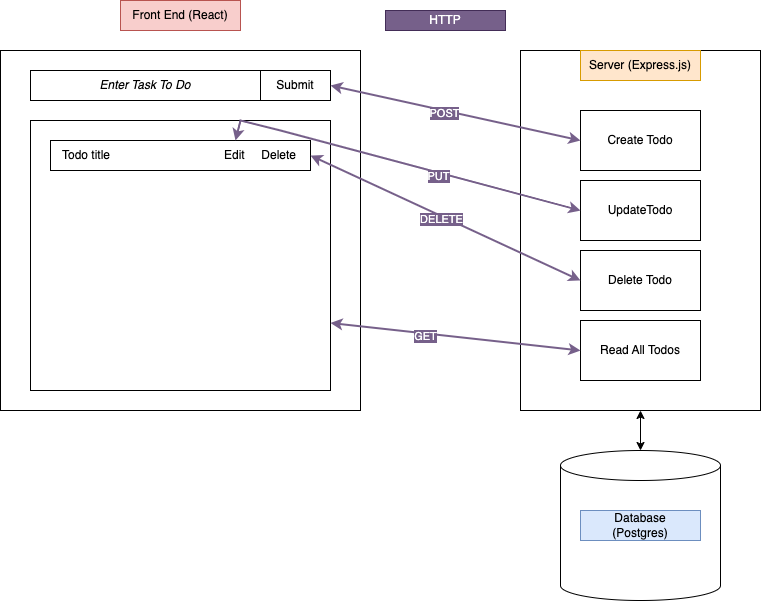 Front End (React)
HTTP
Server (Express.js)
Enter Task To Do
Submit
POST
Create Todo
Todo title
Edit
Delete
PUT
UpdateTodo
DELETE
Delete Todo
GET
Read All Todos
Database
(Postgres)